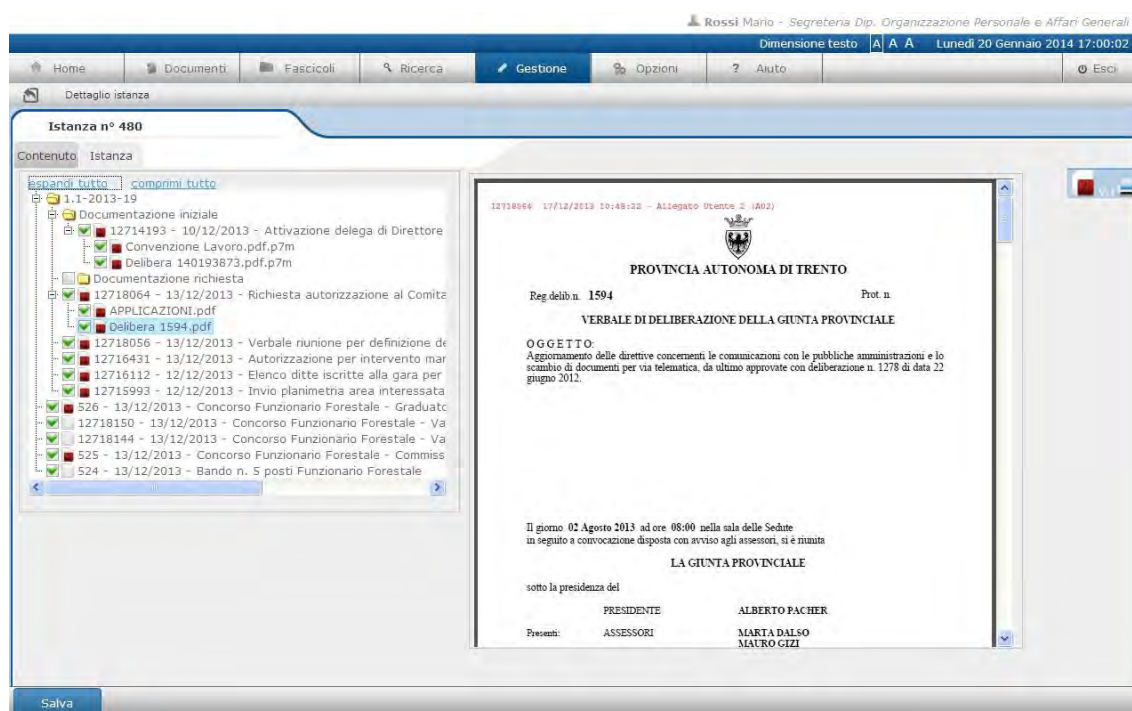 Rossi Mario - Segreteria Dip. Organizzazione Personale e Affari Generali
Dimensione testo A A A Lunedì 20 Gennaio 2014 17:00:02
Home Documenti Fascicoli Ricerca Gestione Opzioni ? Aiuto Esci
Dettaglio istanza
Istanza n° 480
Contenuto Istanza
espandi tutto comprimi tutto
1.1-2013-19
Documentazione iniziale
12714193 - 10/12/2013 - Attivazione delega di Direttore
Convenzione Lavoro.pdf.p7m
Delibera 140193873.pdf.p7m
Documentazione richiesta
12718064 - 13/12/2013 - Richiesta autorizzazione al Comita
APPLICAZIONI.pdf
Delibera 1594.pdf
12718056 - 13/12/2013 - Verbale riunione per definizione de
12716431 - 13/12/2013 - Autorizzazione per intervento mar
12716112 - 12/12/2013 - Elenco ditte iscritte alla gara per
12715993 - 12/12/2013 - Invio planimetria area interessata
526 - 13/12/2013 - Concorso Funzionario Forestale - Graduato
12718150 - 13/12/2013 - Concorso Funzionario Forestale - Va
12718144 - 13/12/2013 - Concorso Funzionario Forestale - Va
525 - 13/12/2013 - Concorso Funzionario Forestale - Commiss
524 - 13/12/2013 - Bando n. 5 posti Funzionario Forestale
12718064 17/12/2013 10:48:22 - Allegato Utente 2 (A02)
PROVINCIA AUTONOMA DI TRENTO
Reg.delib.n. 1594 Prot. n.
VERBALE DI DELIBERAZIONE DELLA GIUNTA PROVINCIALE
O G G E T T O:
Aggiornamento delle direttive concernenti le comunicazioni con le pubbliche amministrazioni e lo
scambio di documenti per via telematica, da ultimo approvate con deliberazione n. 1278 di data 22
giugno 2012.
Il giorno 02 Agosto 2013 ad ore 08:00 nella sala delle Sedute
in seguito a convocazione disposta con avviso agli assessori, si è riunita
LA GIUNTA PROVINCIALE
sotto la presidenza del
PRESIDENTE ALBERTO PACHER
Presenti: ASSESSORI MARTA DALSO
MAURO GIZI
Salva